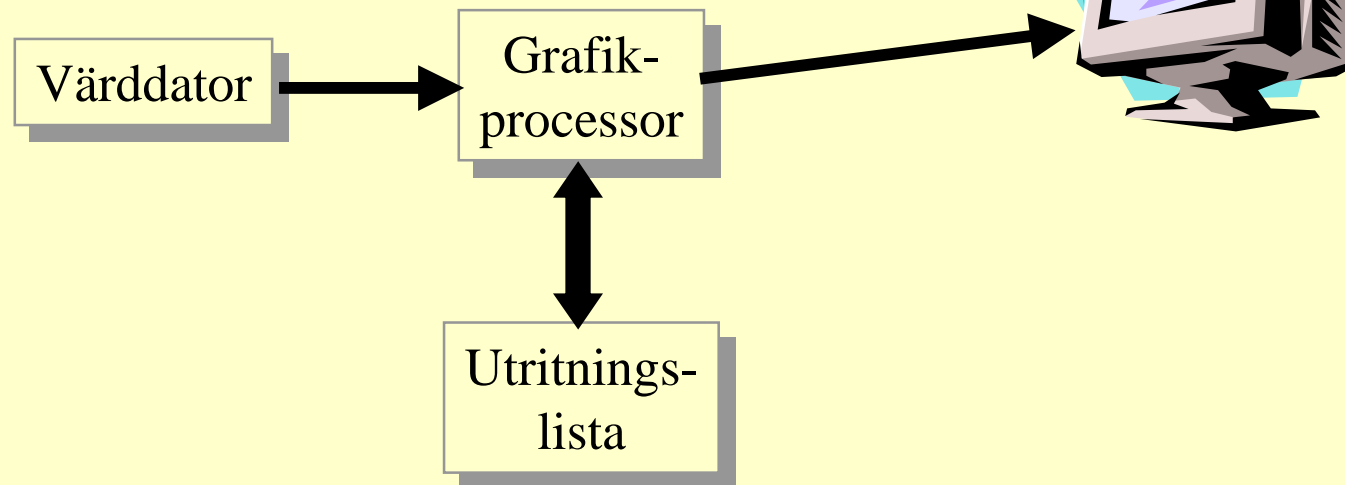 Värddator
Grafik-
processor
Utritnings-
lista